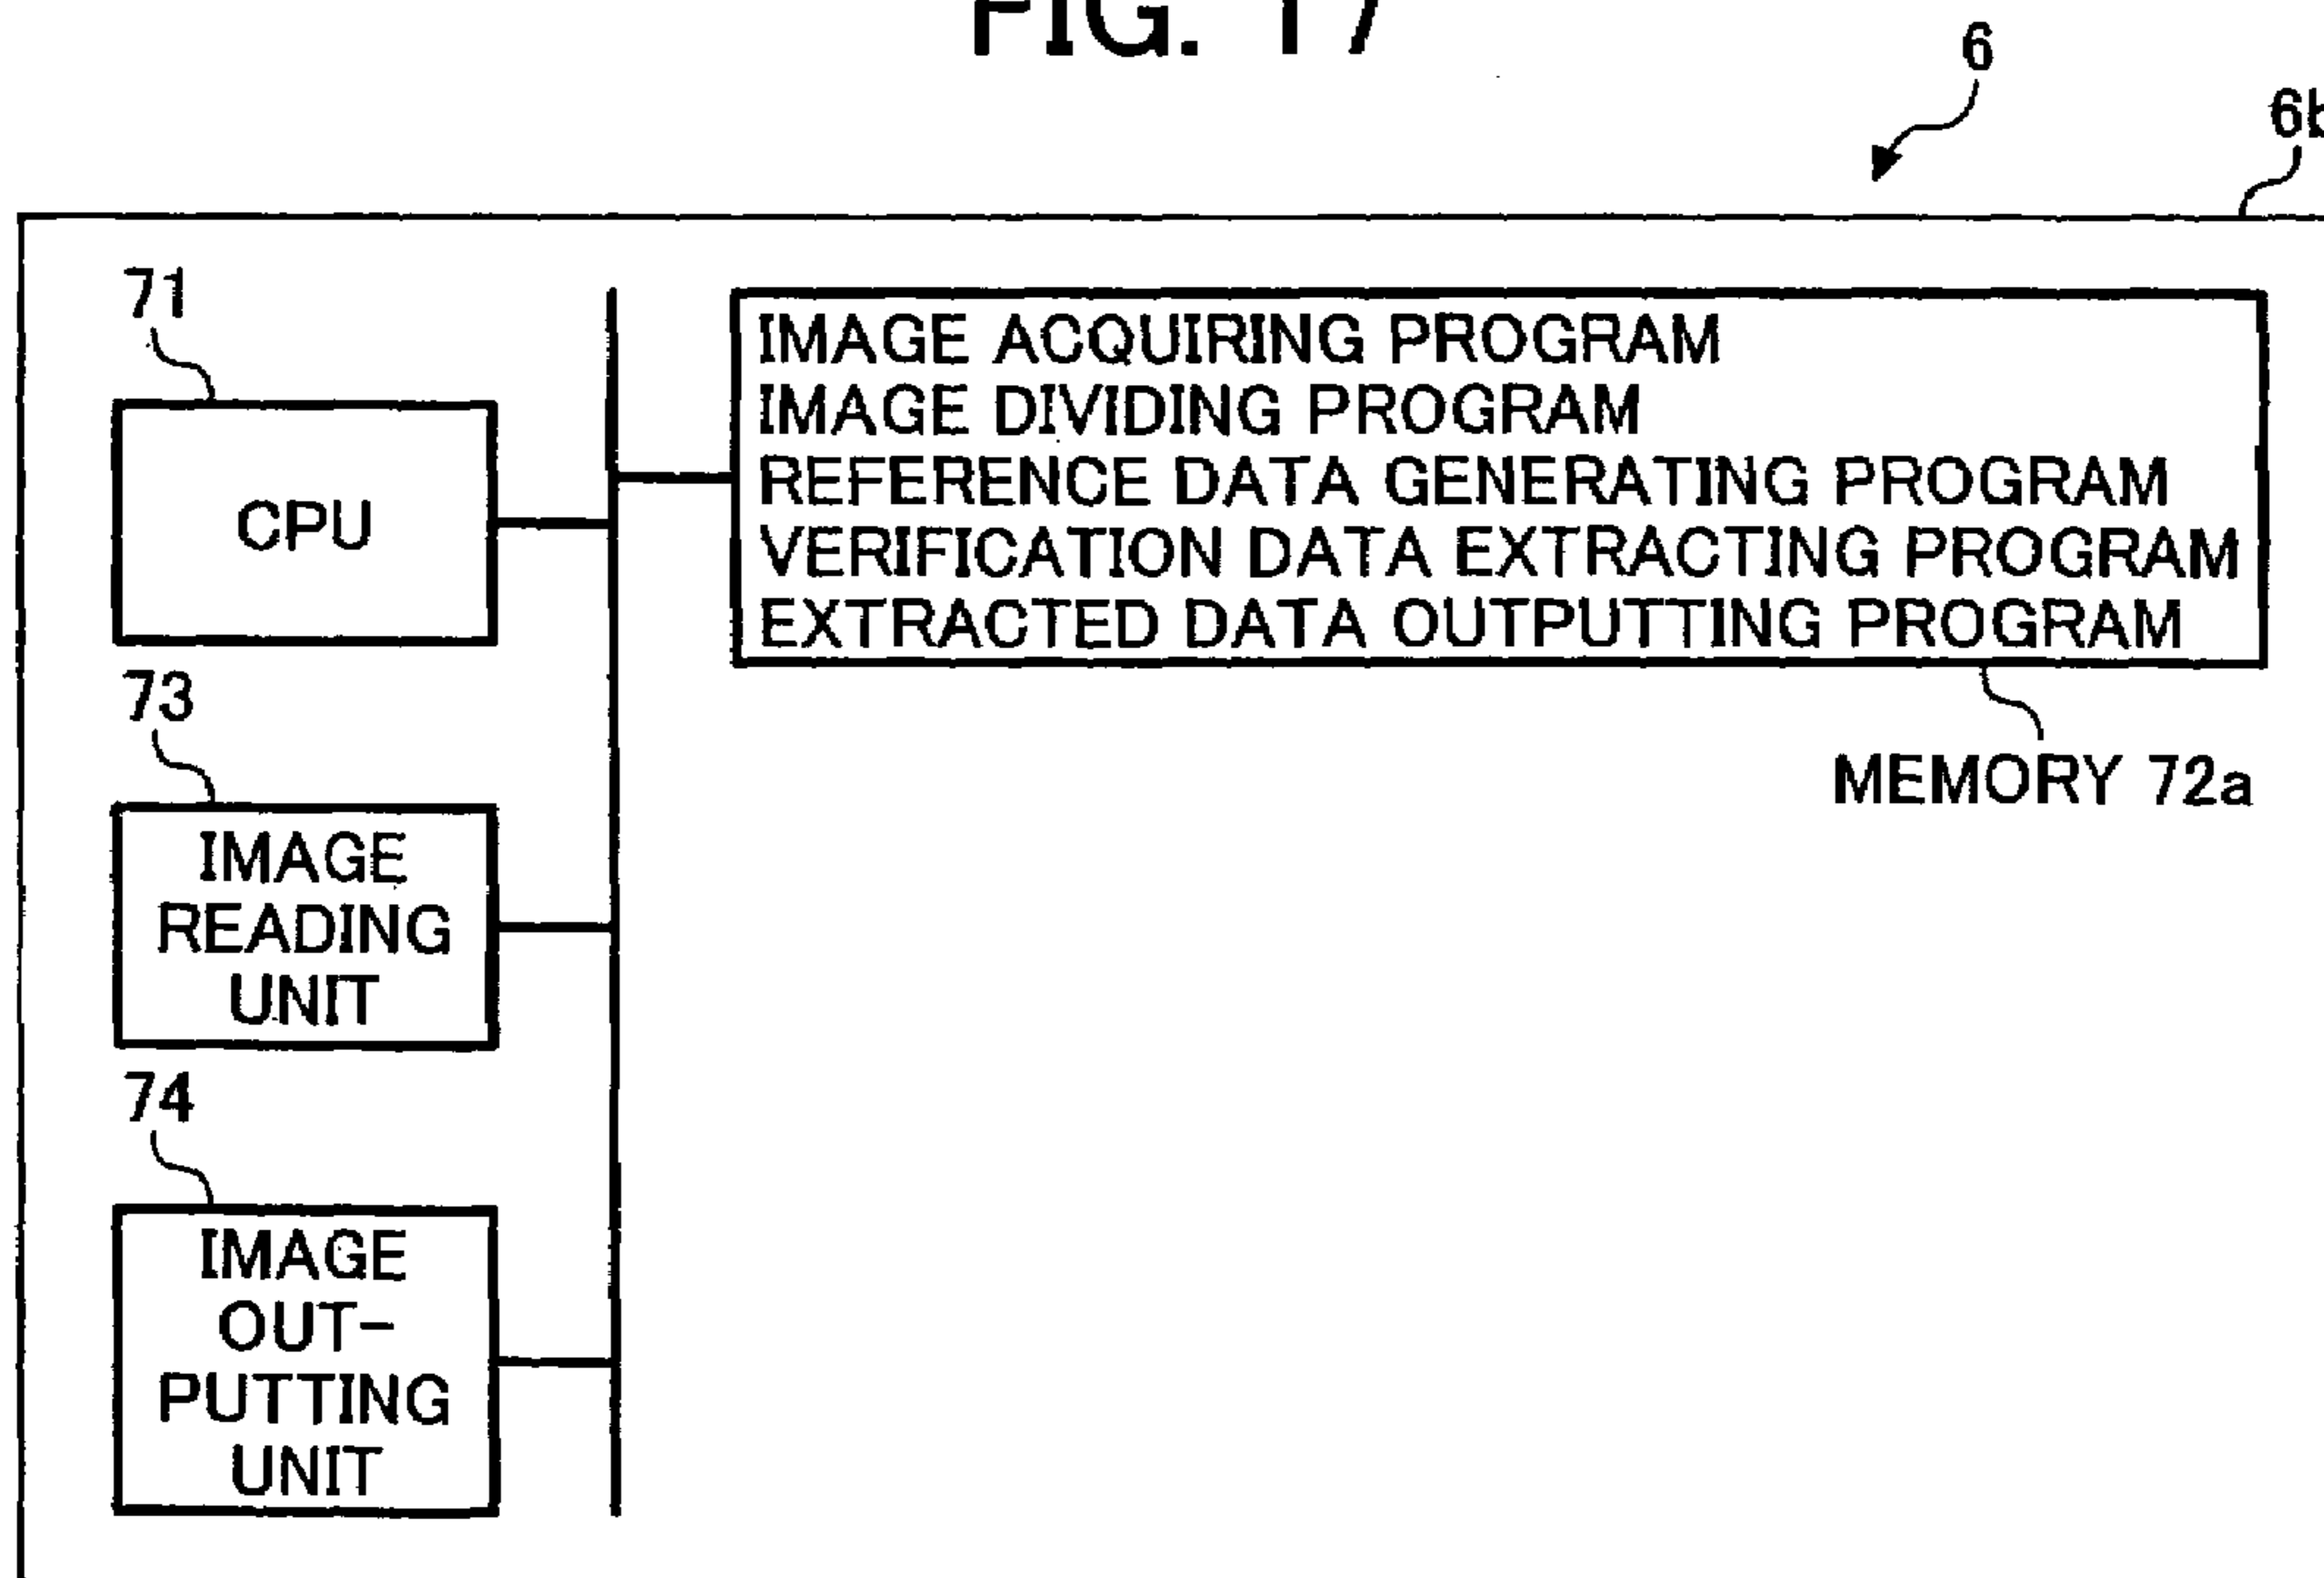 FIG. 17
6
6b
71
CPU
IMAGE ACQUIRING PROGRAM
IMAGE DIVIDING PROGRAM
REFERENCE DATA GENERATING PROGRAM
VERIFICATION DATA EXTRACTING PROGRAM
EXTRACTED DATA OUTPUTTING PROGRAM
MEMORY 72a
73
IMAGE
READING
UNIT
74
IMAGE
OUT-
PUTTING
UNIT